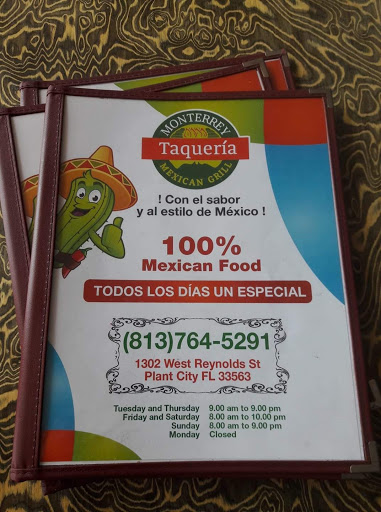 MONTERREY
Taquería
MEXICAN GRILL
! Con el sabor
y al estilo de México !
100%
Mexican Food
TODOS LOS DÍAS UN ESPECIAL
(813)764-5291
1302 West Reynolds St
Plant City FL 33563
Tuesday and Thursday 9.00 am to 9.00 pm
Friday and Saturday 8.00 am to 10.00 pm
Sunday 8.00 am to 9.00 pm
Monday Closed